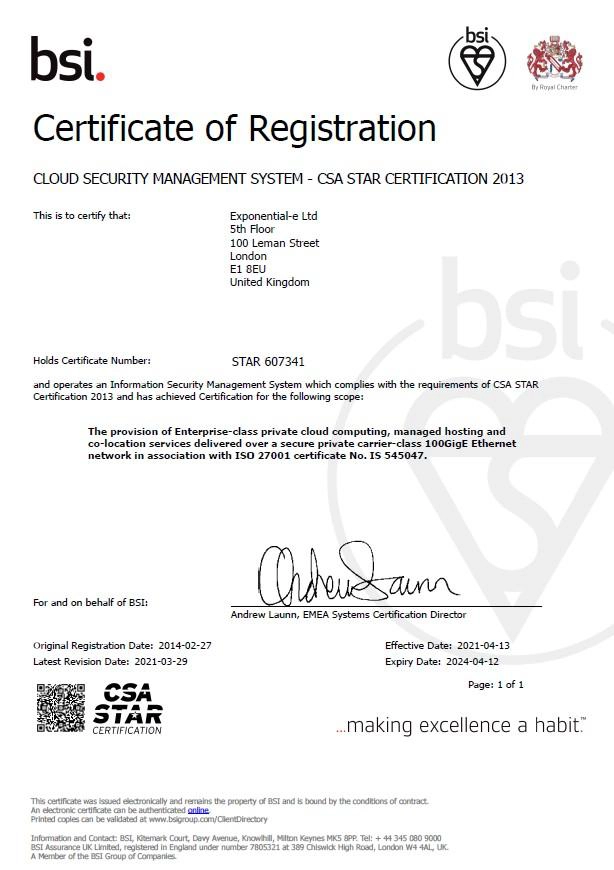 bsi.
bsi
By Royal Charter
Certificate of Registration
CLOUD SECURITY MANAGEMENT SYSTEM - CSA STAR CERTIFICATION 2013
This is to certify that:
Exponential-e Ltd
5th Floor
100 Leman Street
London
E1 8EU
United Kingdom
bsi
Holds Certificate Number:
STAR 607341
and operates an Information Security Management System which complies with the requirements of CSA STAR
Certification 2013 and has achieved Certification for the following scope:
The provision of Enterprise-class private cloud computing, managed hosting and
co-location services delivered over a secure private carrier-class 100GigE Ethernet
network in association with ISO 27001 certificate No. IS 545047.
Andrew Launn
For and on behalf of BSI:
Andrew Launn, EMEA Systems Certification Director
Original Registration Date: 2014-02-27
Effective Date: 2021-04-13
Latest Revision Date: 2021-03-29
Expiry Date: 2024-04-12
Page: 1 of 1
CSA
STAR
CERTIFICATION
...making excellence a habit.™
This certificate was issued electronically and remains the property of BSI and is bound by the conditions of contract.
An electronic certificate can be authenticated online.
Printed copies can be validated at www.bsigroup.com/ClientDirectory
Information and Contact: BSI, Kitemark Court, Davy Avenue, Knowlhill, Milton Keynes MK5 8PP. Tel: + 44 345 080 9000
BSI Assurance UK Limited, registered in England under number 7805321 at 389 Chiswick High Road, London W4 4AL, UK.
A Member of the BSI Group of Companies.